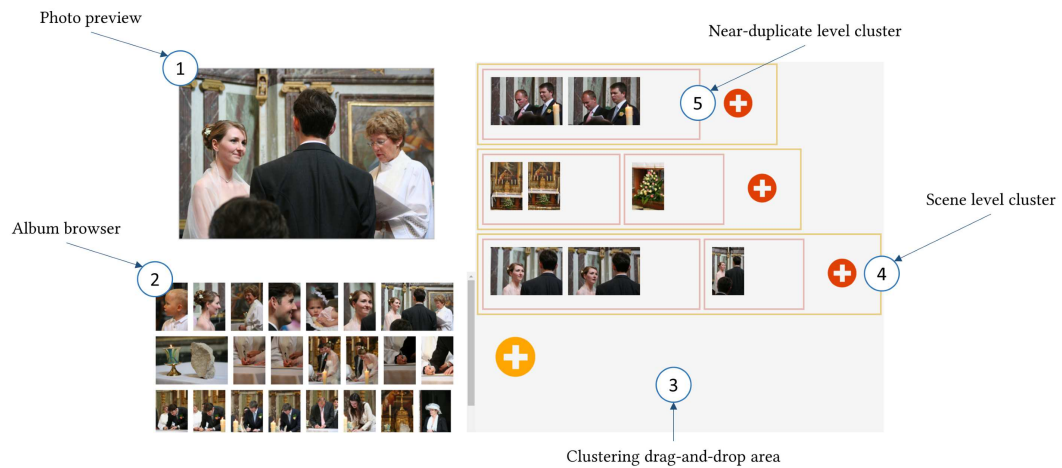 Photo preview
Near-duplicate level cluster
1
5
Scene level cluster
Album browser
2
4
3
Clustering drag-and-drop area